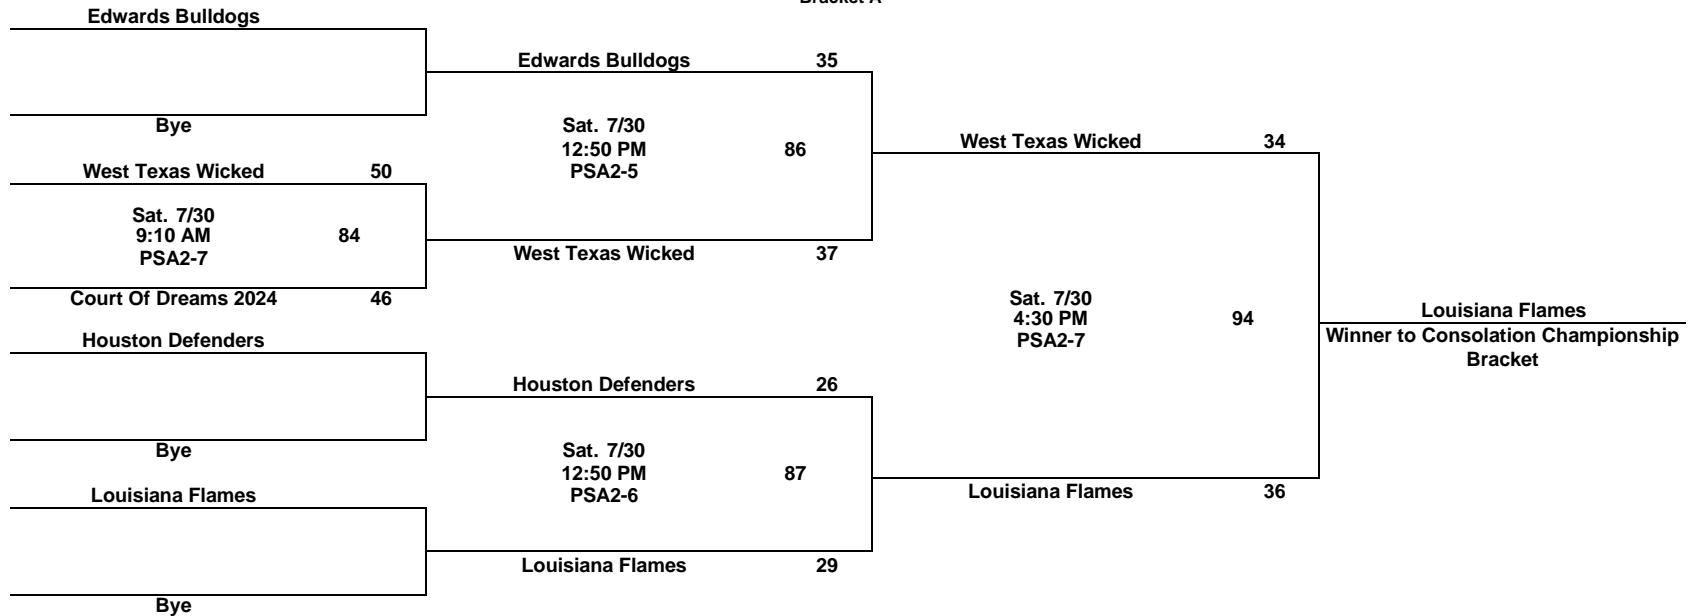 Bracket A
Edwards Bulldogs
Bye
West Texas Wicked 50
Sat. 7/30
9:10 AM 84
PSA2-7
Court Of Dreams 2024 46
Houston Defenders
Bye
Louisiana Flames
Bye
Edwards Bulldogs 35
Sat. 7/30
12:50 PM 86
PSA2-5
West Texas Wicked 37
Houston Defenders 26
Sat. 7/30
12:50 PM 87
PSA2-6
Louisiana Flames 29
West Texas Wicked 34
Sat. 7/30
4:30 PM 94
PSA2-7
Louisiana Flames 36
Louisiana Flames
Winner to Consolation Championship
Bracket